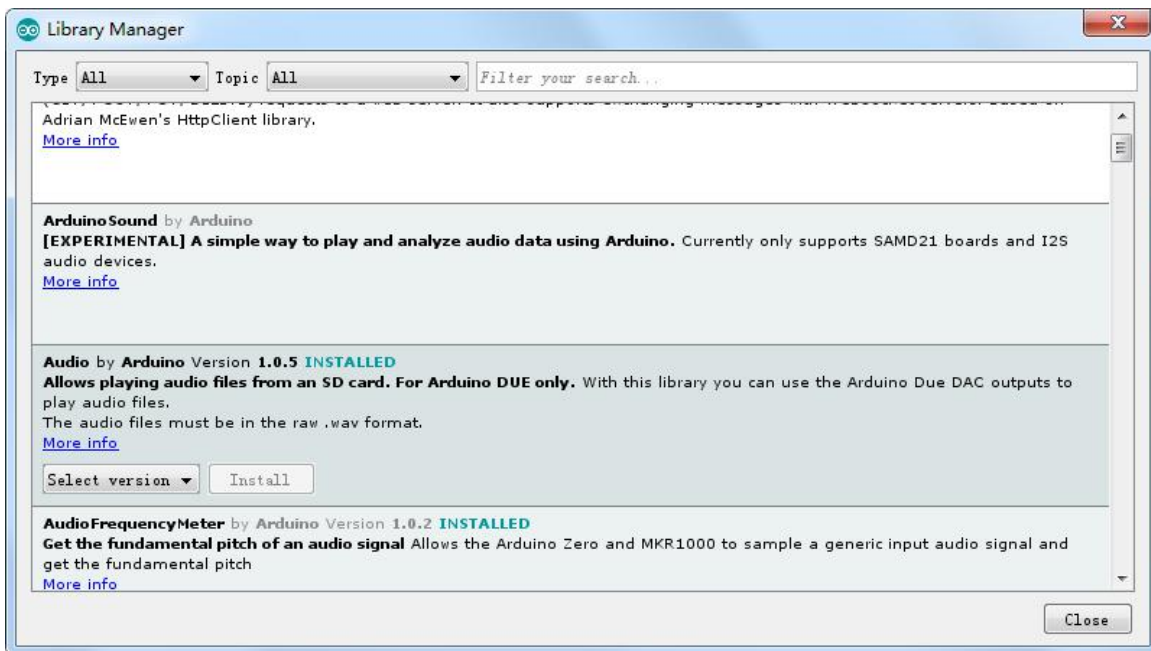 Library Manager
Type All Topic All Filter your search...
Adrian McEwen's HttpClient library.
More info
ArduinoSound by Arduino
[EXPERIMENTAL] A simple way to play and analyze audio data using Arduino. Currently only supports SAMD21 boards and I2S
audio devices.
More info
Audio by Arduino Version 1.0.5 INSTALLED
Allows playing audio files from an SD card. For Arduino DUE only. With this library you can use the Arduino Due DAC outputs to
play audio files.
The audio files must be in the raw .wav format.
More info
Select version Install
AudioFrequencyMeter by Arduino Version 1.0.2 INSTALLED
Get the fundamental pitch of an audio signal Allows the Arduino Zero and MKR1000 to sample a generic input audio signal and
get the fundamental pitch
More info
Close